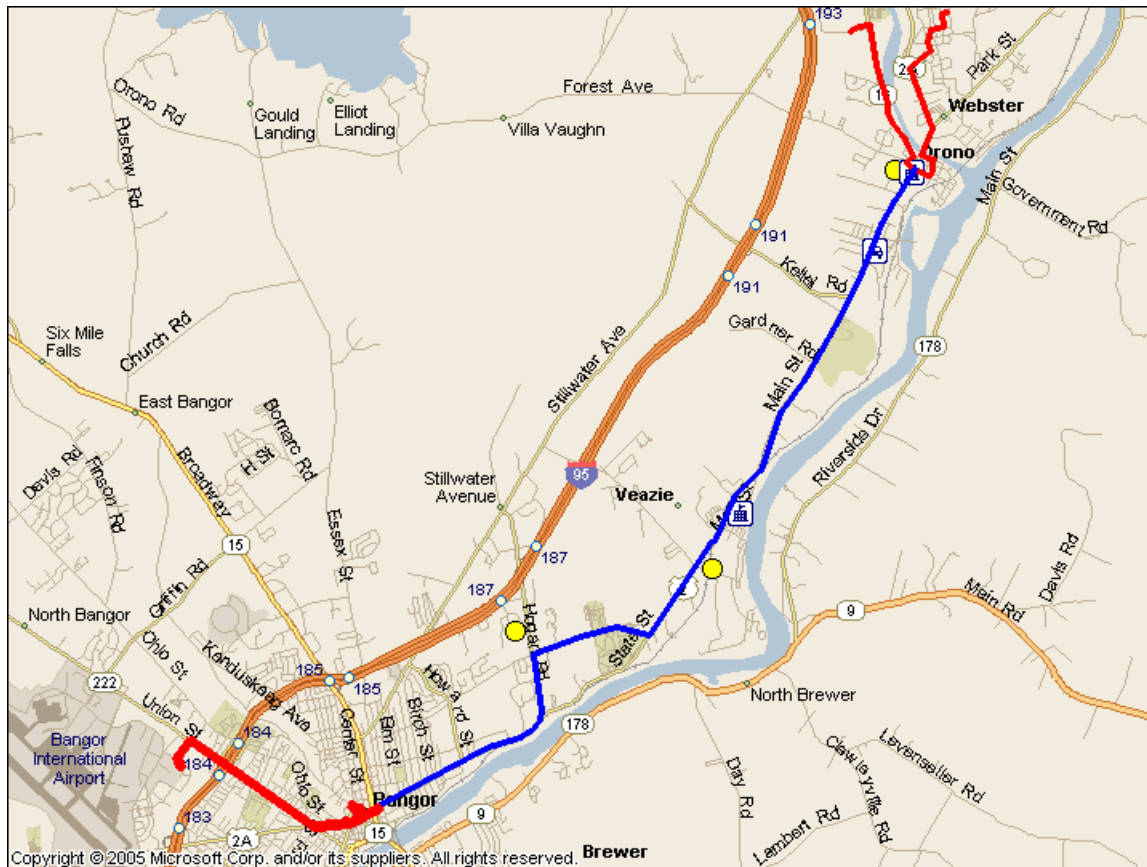 193
2A
Park St
Forest Ave
16
Webster
Orono Rd
Gould
Landing
Elliot
Landing
Villa Vaughn
Orono
Pushaw Rd
Main St
Government Rd
191
Kelley Rd
191
Six Mile
Falls
Church Rd
Gardner Rd
178
Stillwater Ave
Main St
East Bangor
Bomarc Rd
H St
Broadway
Riverside Dr
Davis Rd
Finson Rd
95
Stillwater
Avenue
Veazie
Essex St
15
187
Davis Rd
Griffin Rd
187
Main Rd
9
North Bangor
Hogan Rd
State St
Ohio St
Kenduskeag Ave
185
185
Howard St
222
Union St
North Brewer
Center St
Elm St
Birch St
178
184
Bangor
International
Airport
184
Levenseller Rd
Clewleyville Rd
Day Rd
Ohio St
Bangor
183
9
2A
15
Lambert Rd
Brewer
Copyright © 2005 Microsoft Corp. and/or its suppliers. All rights reserved.